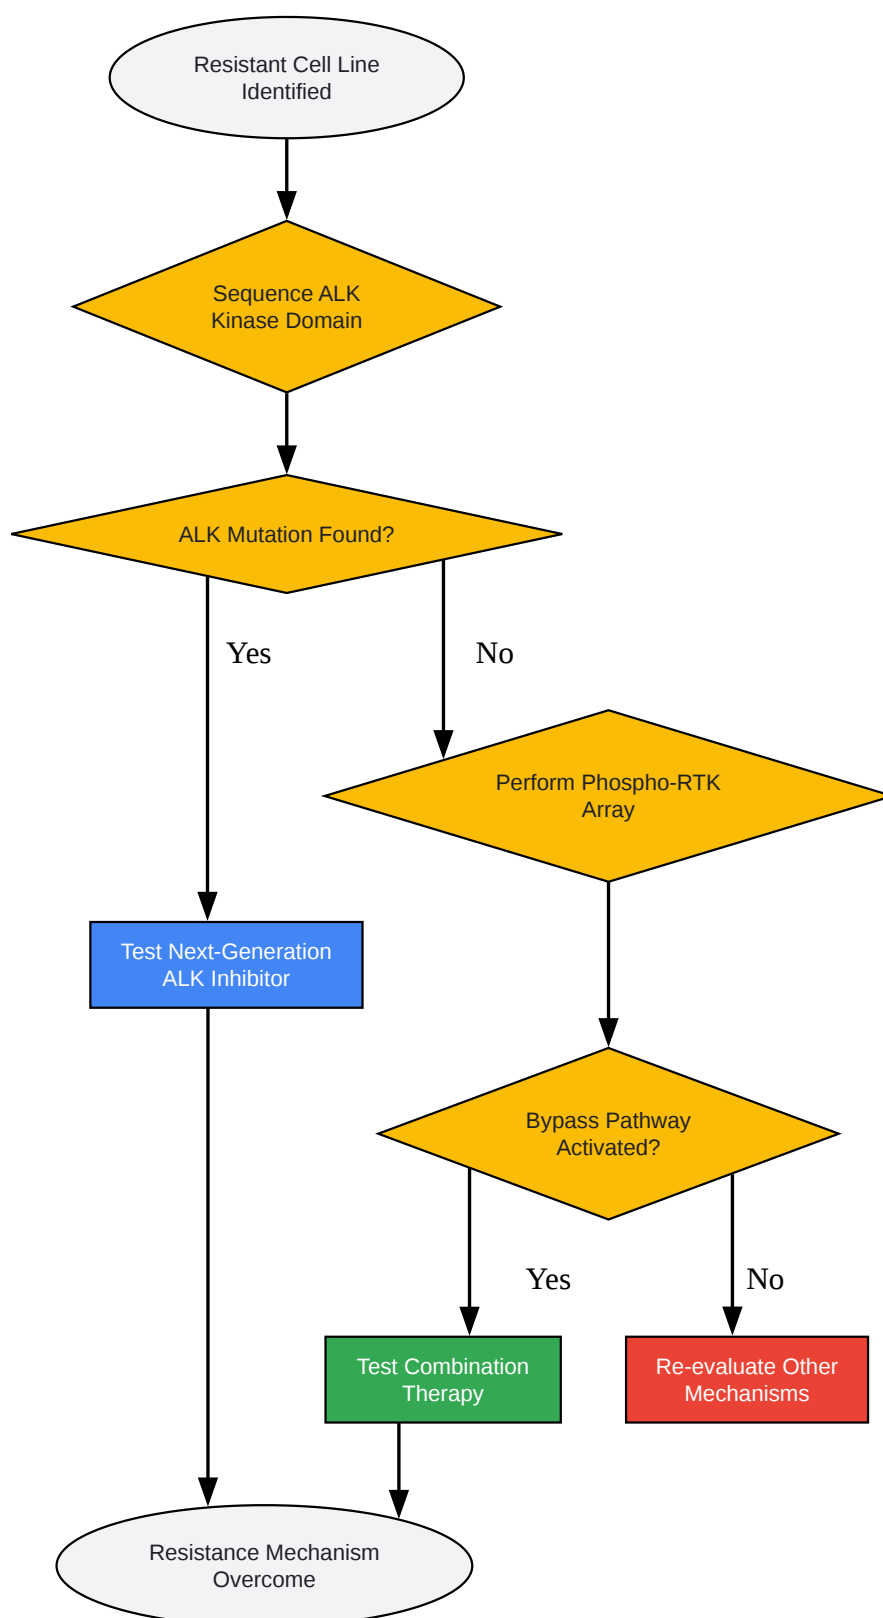 Resistant Cell Line
Identified
Sequence ALK
Kinase Domain
ALK Mutation Found?
Yes
No
Perform Phospho-RTK
Array
Test Next-Generation
ALK Inhibitor
Bypass Pathway
Activated?
Yes
No
Test Combination
Therapy
Re-evaluate Other
Mechanisms
Resistance Mechanism
Overcome